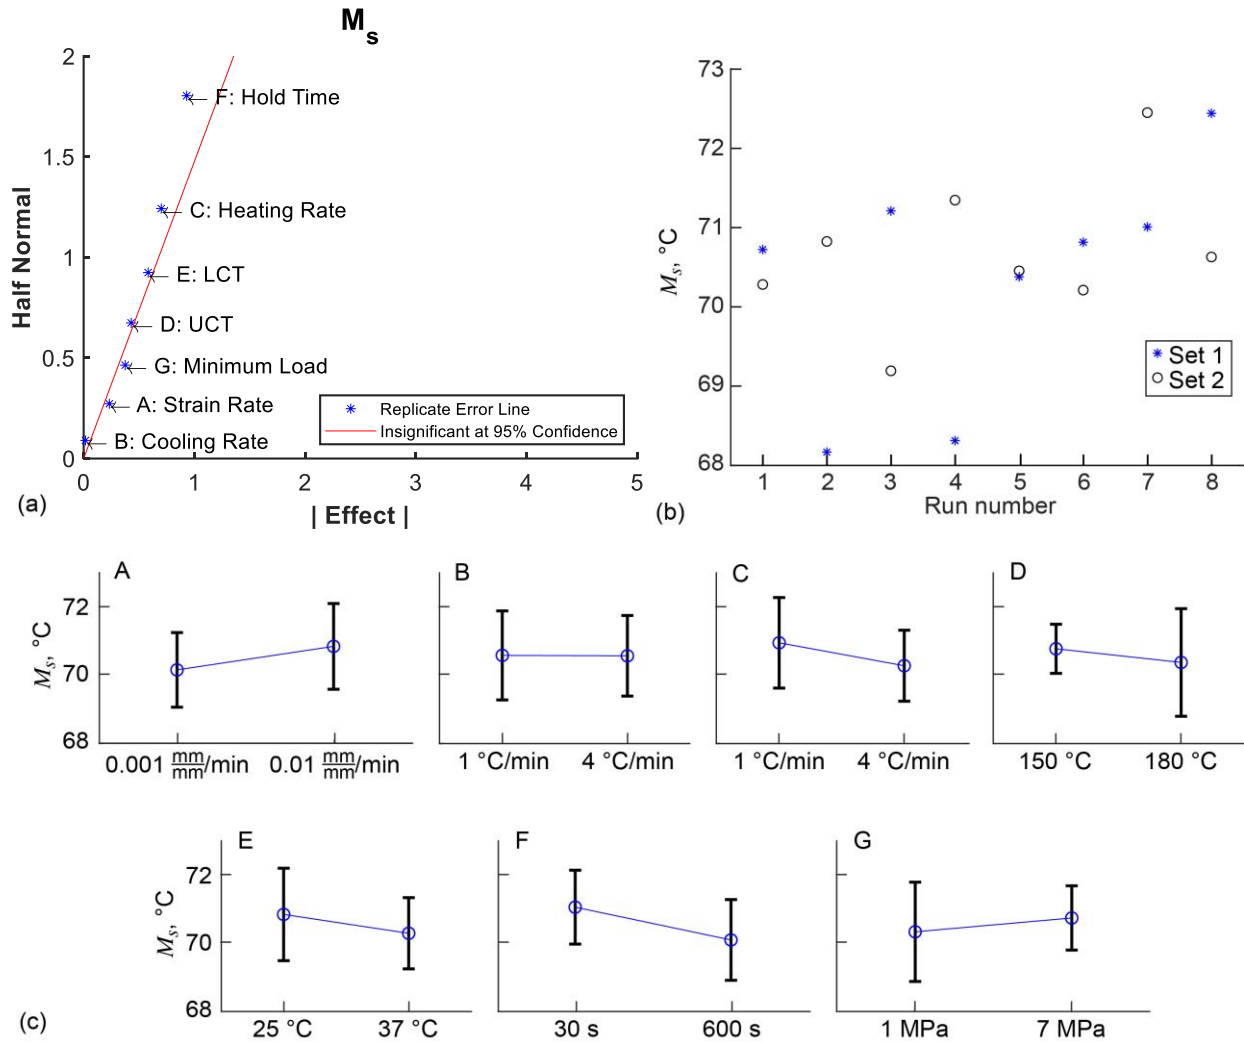 Ms
2
1.5
1
0.5
0
Half Normal
F: Hold Time
C: Heating Rate
E: LCT
D: UCT
G: Minimum Load
A: Strain Rate
B: Cooling Rate
Replicate Error Line
Insignificant at 95% Confidence
0 1 2 3 4 5
| Effect |
(a)
73
72
71
70
69
68
Ms, °C
Set 1
Set 2
1 2 3 4 5 6 7 8
Run number
(b)
A B C D
72
70
68
Ms, °C
0.001 mm/mm/min 0.01 mm/mm/min
1 °C/min 4 °C/min
1 °C/min 4 °C/min
150 °C 180 °C
E F G
72
70
68
Ms, °C
25 °C 37 °C
30 s 600 s
1 MPa 7 MPa
(c)